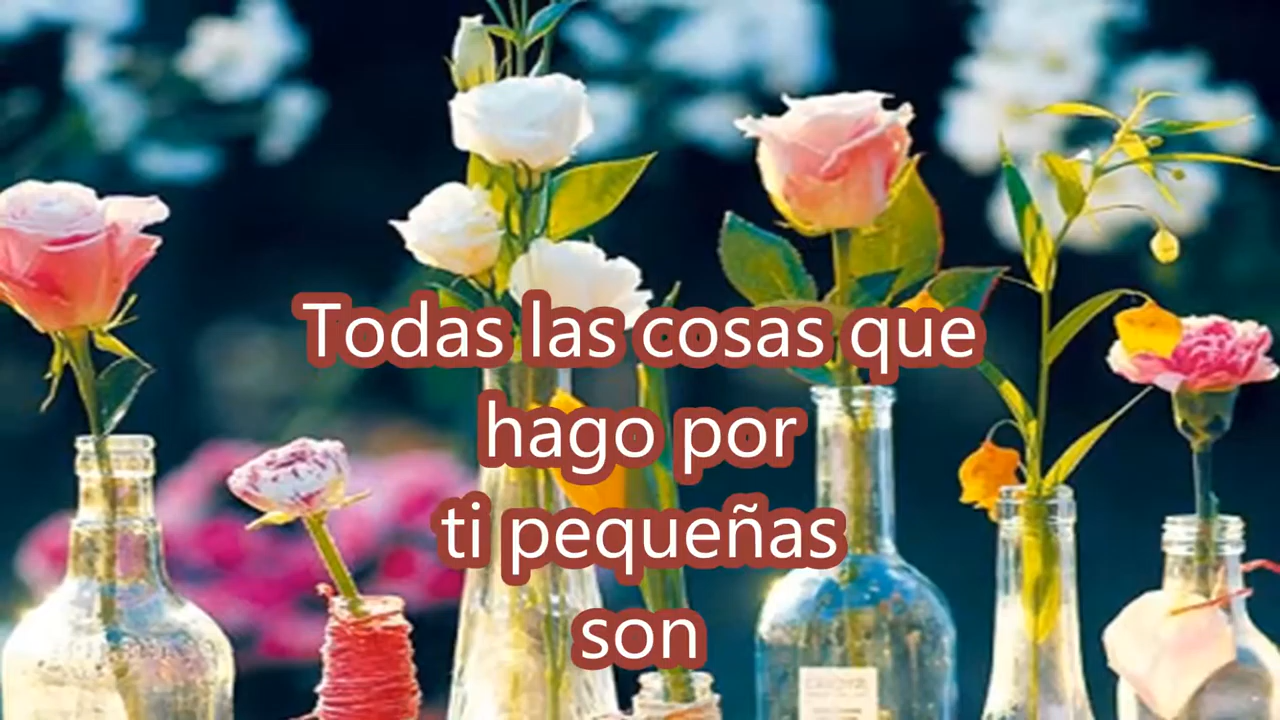 Todas las cosas que
hago por
ti pequeñas
son